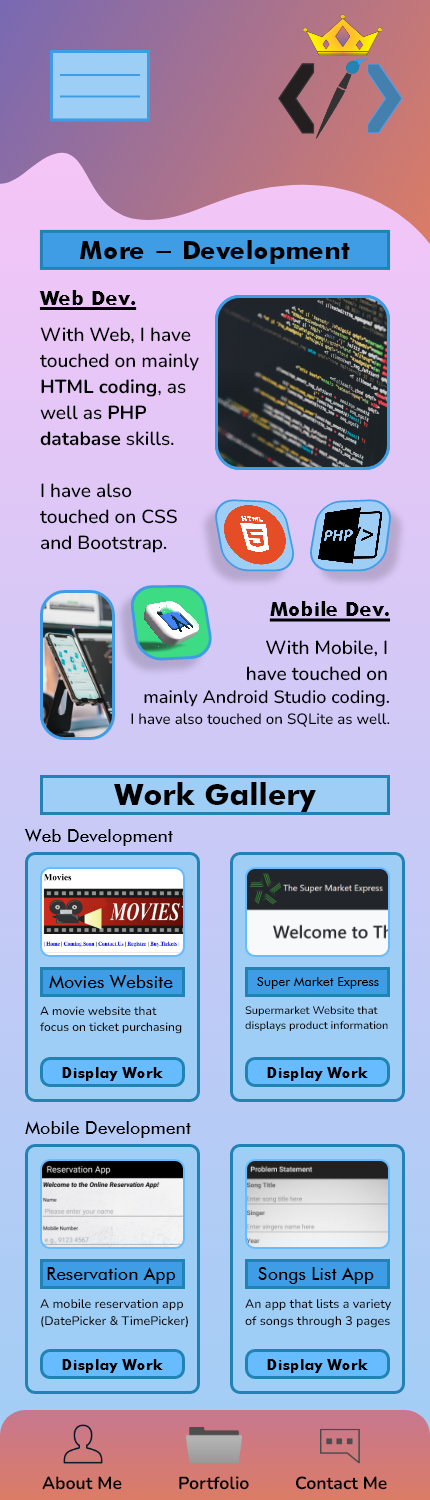 More – Development
Web Dev.
With Web, I have
touched on mainly
HTML coding, as
well as PHP
database skills.
I have also
touched on CSS
and Bootstrap.
HTML
PHP
Mobile Dev.
With Mobile, I
have touched on
mainly Android Studio coding.
I have also touched on SQLite as well.
Work Gallery
Web Development
Movies
MOVIES
| Home | Coming Soon | Contact Us | Register | Buy Tickets |
Movies Website
A movie website that
focus on ticket purchasing
Display Work
The Super Market Express
Welcome to Th
Super Market Express
Supermarket Website that
displays product information
Display Work
Mobile Development
Reservation App
Welcome to the Online Reservation App!
Name
Please enter your name
Mobile Number
e.g., 9123 4567
Reservation App
A mobile reservation app
(DatePicker & TimePicker)
Display Work
Problem Statement
Song Title
Enter song title here
Singer
Enter singers name here
Year
Songs List App
An app that lists a variety
of songs through 3 pages
Display Work
About Me
Portfolio
Contact Me